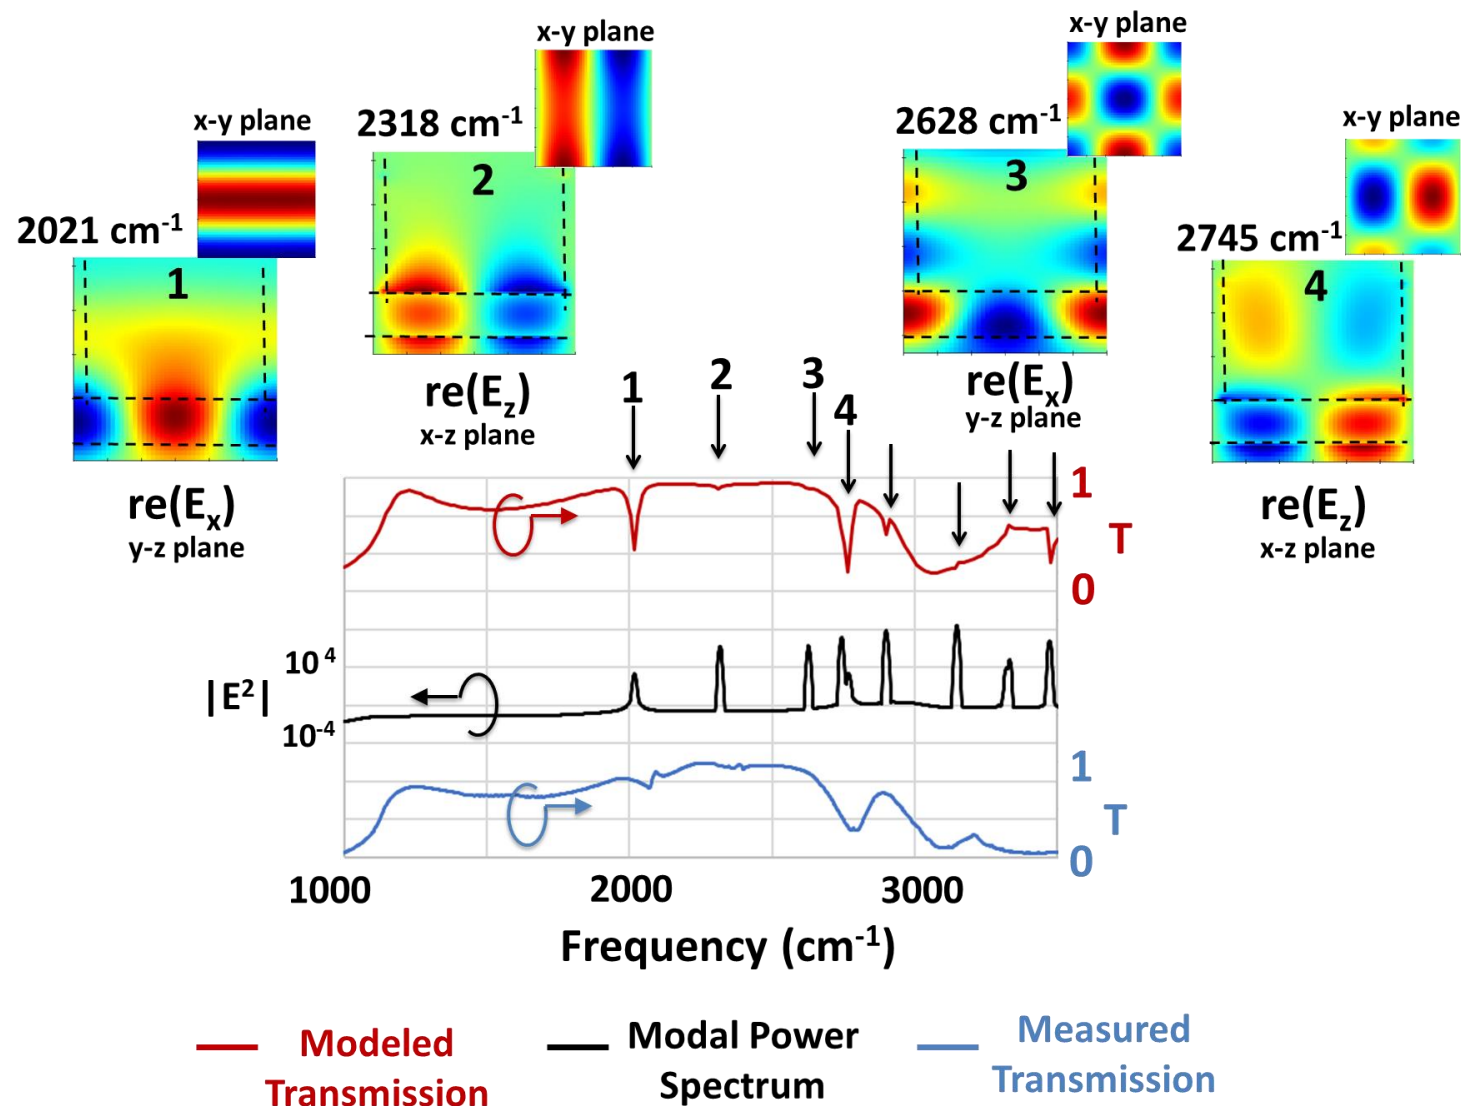 x-y plane
2021 cm-1
1
re(Ex)
y-z plane
x-y plane
2318 cm-1
2
re(Ez)
x-z plane
x-y plane
2628 cm-1
3
re(Ex)
y-z plane
x-y plane
2745 cm-1
4
re(Ez)
x-z plane
1
2
3
4
1
T
0
10 4
|E2|
10-4
1
T
0
1000
2000
3000
Frequency (cm-1)
Modeled
Transmission
Modal Power
Spectrum
Measured
Transmission